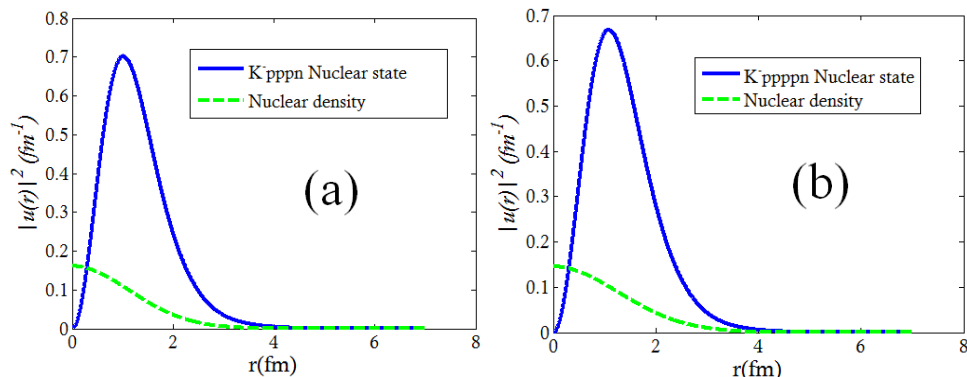 0.8
0.7
0.6
0.5
0.4
0.3
0.2
0.1
0
|u(r)|² (fm⁻¹)
K⁻pppn Nuclear state
Nuclear density
(a)
0 2 4 6 8
r(fm)
0.7
0.6
0.5
0.4
0.3
0.2
0.1
0
|u(r)|² (fm⁻¹)
K⁻ppppn Nuclear state
Nuclear density
(b)
0 2 4 6 8
r(fm)